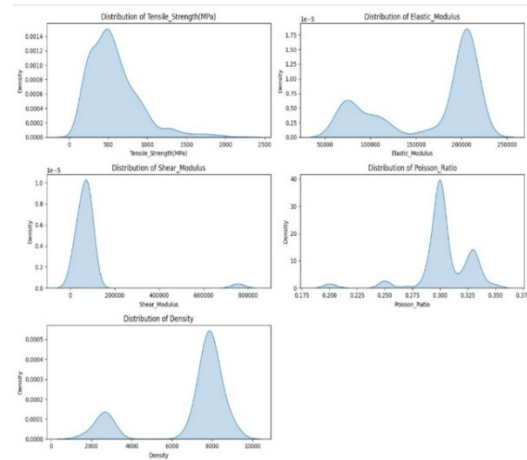 Distribution of Tensile_Strength(MPa)
Density
0.0014
0.0012
0.0010
0.0008
0.0006
0.0004
0.0002
0.0000
0 500 1000 1500 2000 2500
Tensile_Strength(MPa)
Distribution of Elastic_Modulus
1e-5
Density
1.75
1.50
1.25
1.00
0.75
0.50
0.25
0.00
50000 100000 150000 200000 250000
Elastic_Modulus
Distribution of Shear_Modulus
1e-5
Density
1.0
0.8
0.6
0.4
0.2
0.0
0 200000 400000 600000 800000
Shear_Modulus
Distribution of Poisson_Ratio
Density
40
30
20
10
0
0.175 0.200 0.225 0.250 0.275 0.300 0.325 0.350 0.375
Poisson_Ratio
Distribution of Density
Density
0.0005
0.0004
0.0003
0.0002
0.0001
0.0000
0 2000 4000 6000 8000 10000
Density